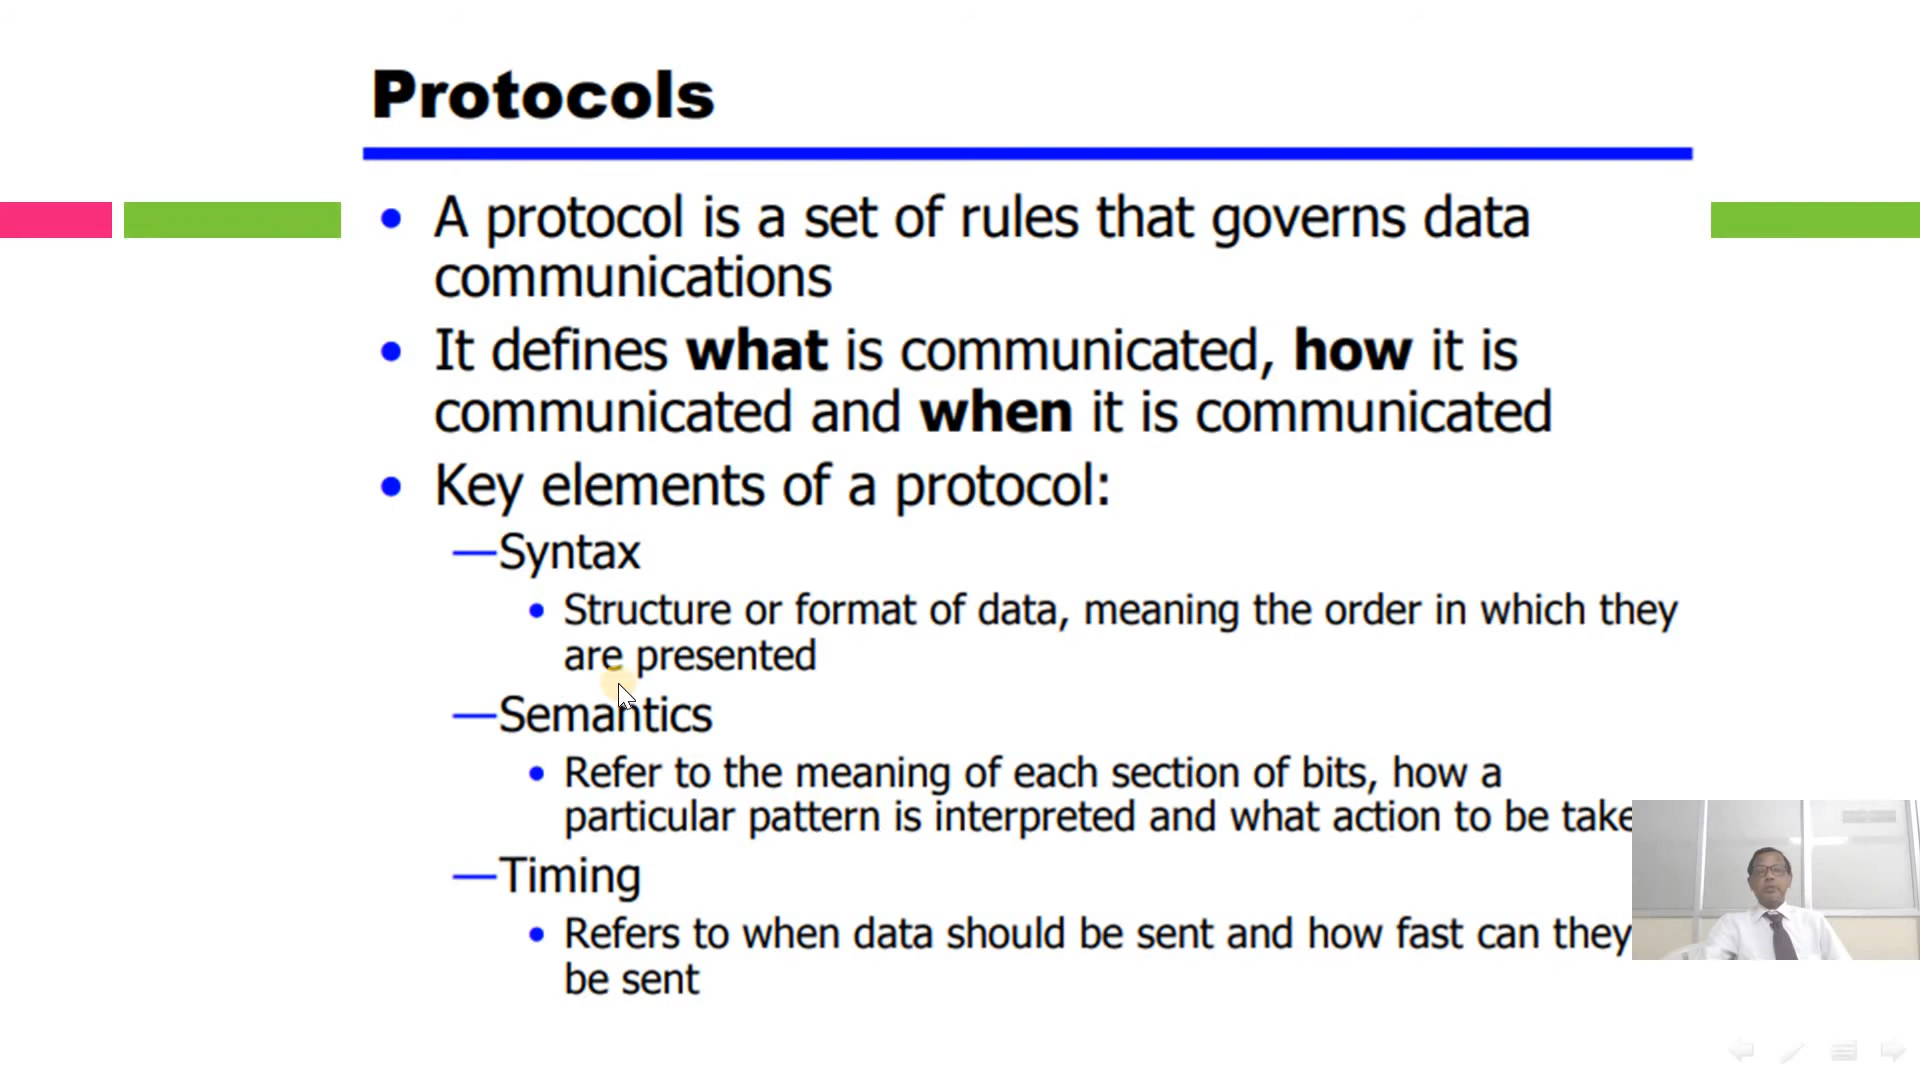 Protocols
• A protocol is a set of rules that governs data
communications
• It defines what is communicated, how it is
communicated and when it is communicated
• Key elements of a protocol:
—Syntax
• Structure or format of data, meaning the order in which they
are presented
—Semantics
• Refer to the meaning of each section of bits, how a
particular pattern is interpreted and what action to be take
—Timing
• Refers to when data should be sent and how fast can they
be sent